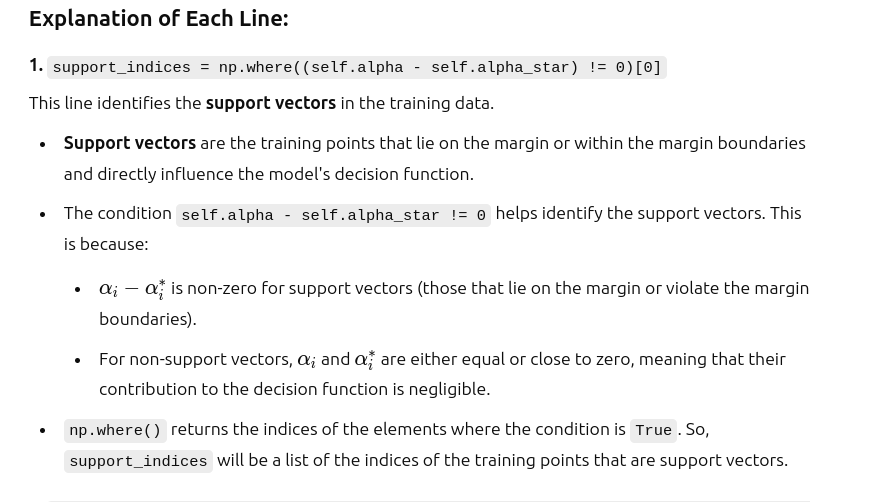 Explanation of Each Line:
1. support_indices = np.where((self.alpha - self.alpha_star) != 0)[0]
This line identifies the support vectors in the training data.
• Support vectors are the training points that lie on the margin or within the margin boundaries
and directly influence the model's decision function.
• The condition self.alpha - self.alpha_star != 0 helps identify the support vectors. This
is because:
• αᵢ − αᵢ* is non-zero for support vectors (those that lie on the margin or violate the margin
boundaries).
• For non-support vectors, αᵢ and αᵢ* are either equal or close to zero, meaning that their
contribution to the decision function is negligible.
• np.where() returns the indices of the elements where the condition is True. So,
support_indices will be a list of the indices of the training points that are support vectors.